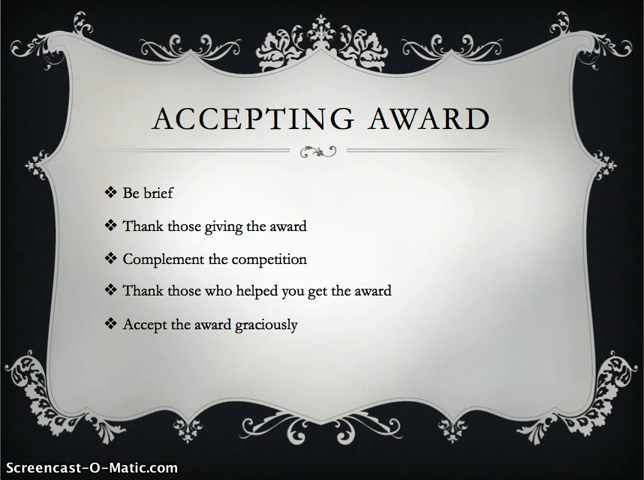 ACCEPTING AWARD
❖ Be brief
❖ Thank those giving the award
❖ Complement the competition
❖ Thank those who helped you get the award
❖ Accept the award graciously
Screencast-O-Matic.com